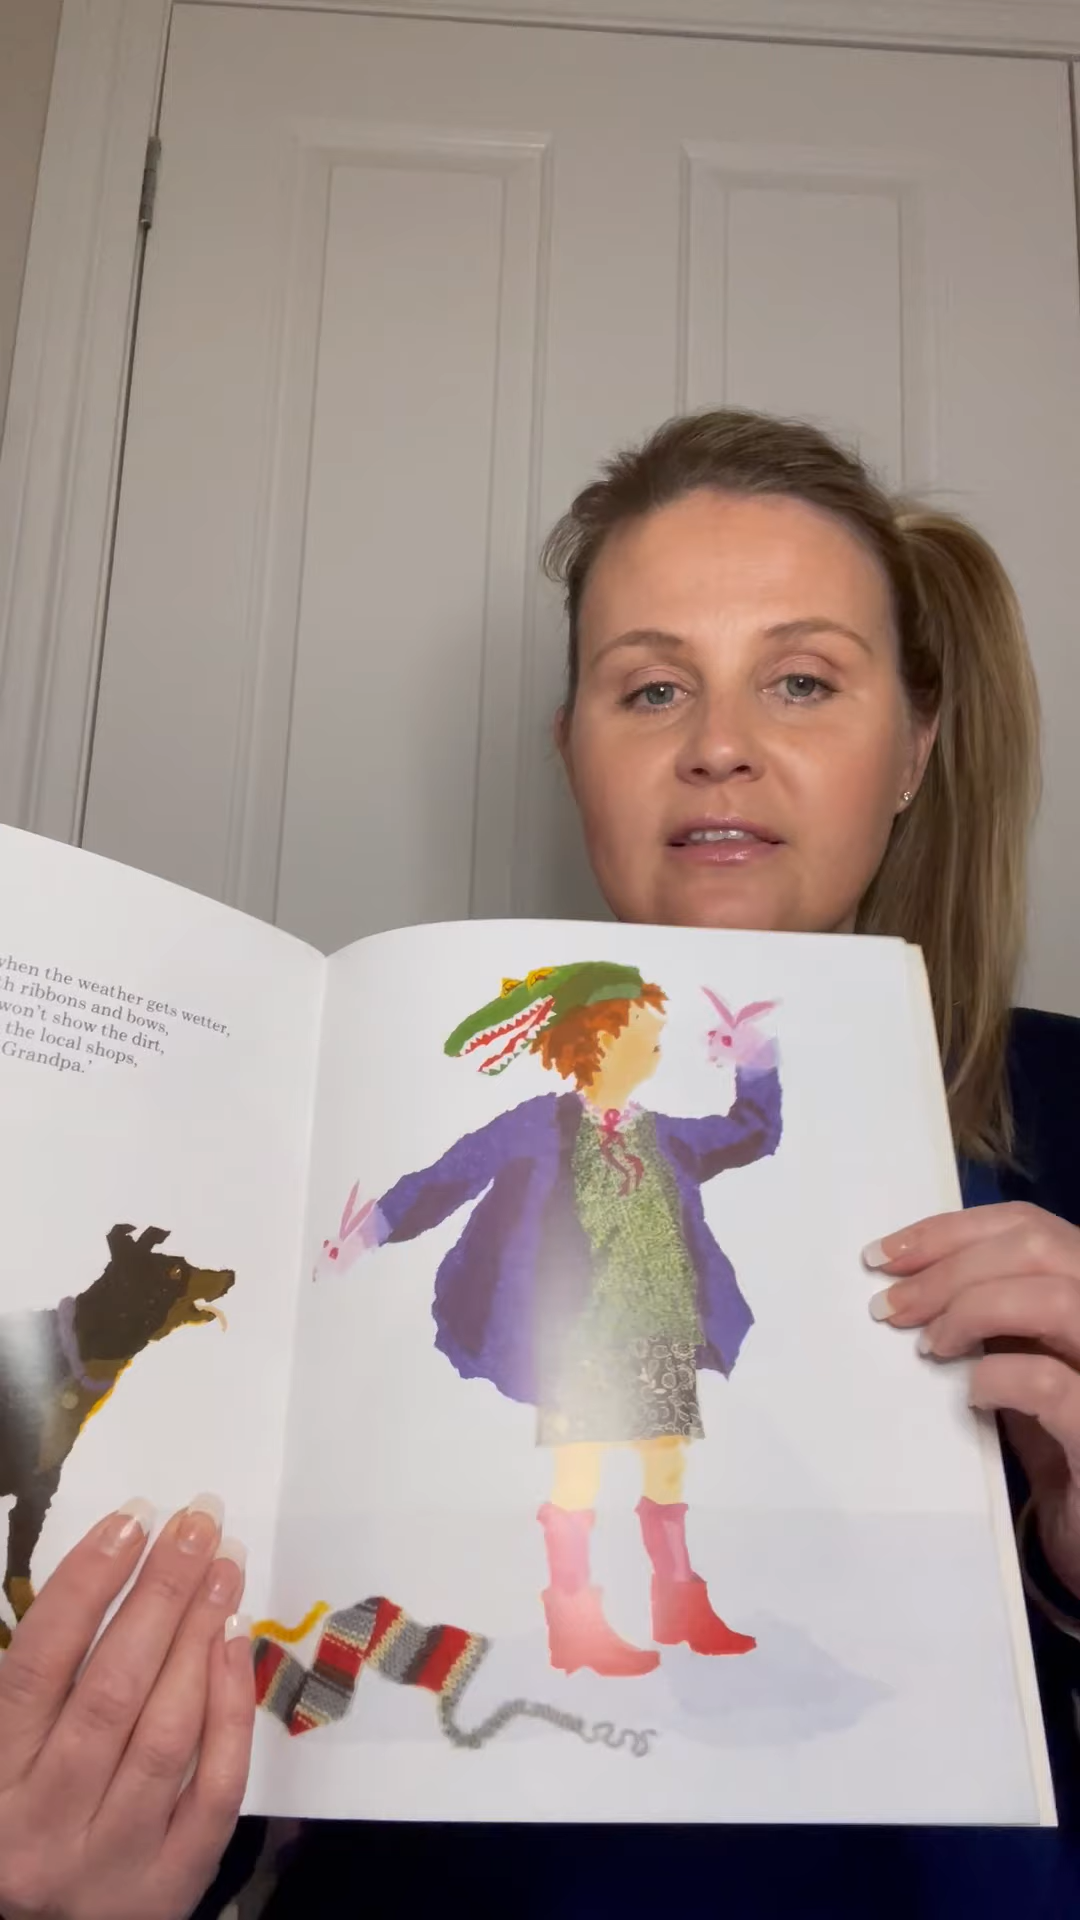 when the weather gets wetter,
ribbons and bows,
won't show the dirt,
the local shops,
Grandpa.'